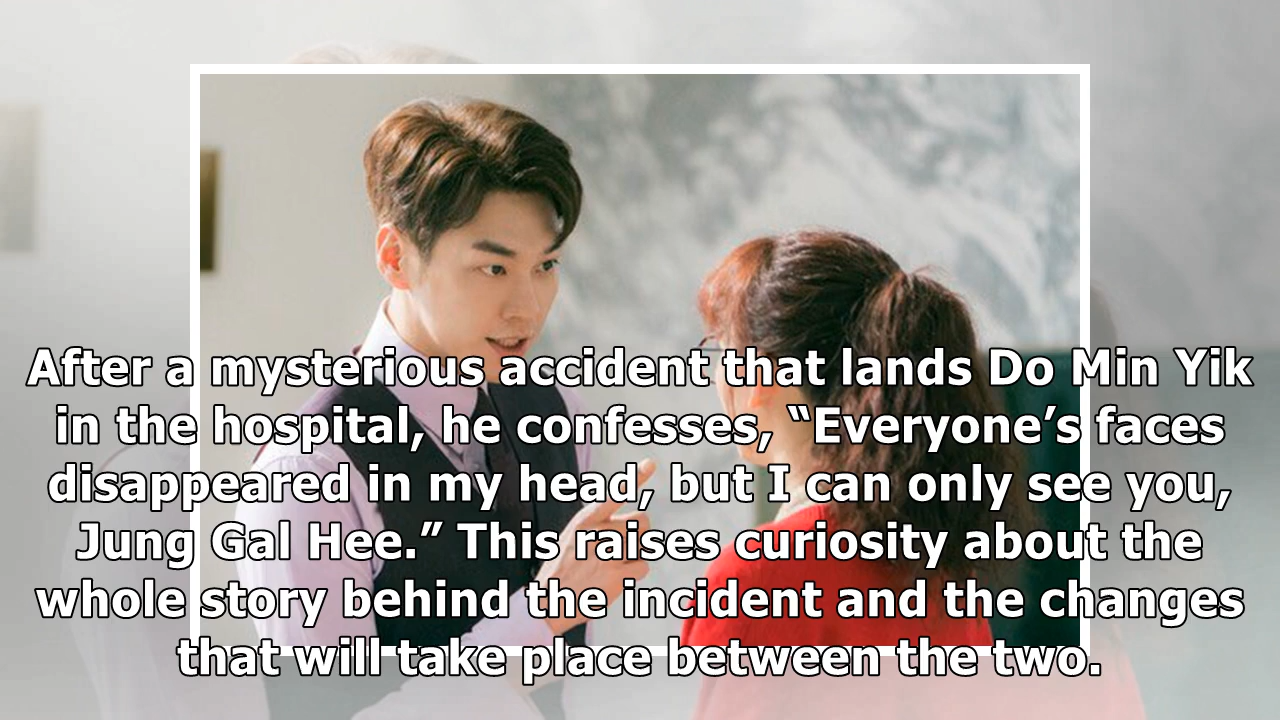 After a mysterious accident that lands Do Min Yik
in the hospital, he confesses, “Everyone’s faces
disappeared in my head, but I can only see you,
Jung Gal Hee.” This raises curiosity about the
whole story behind the incident and the changes
that will take place between the two.